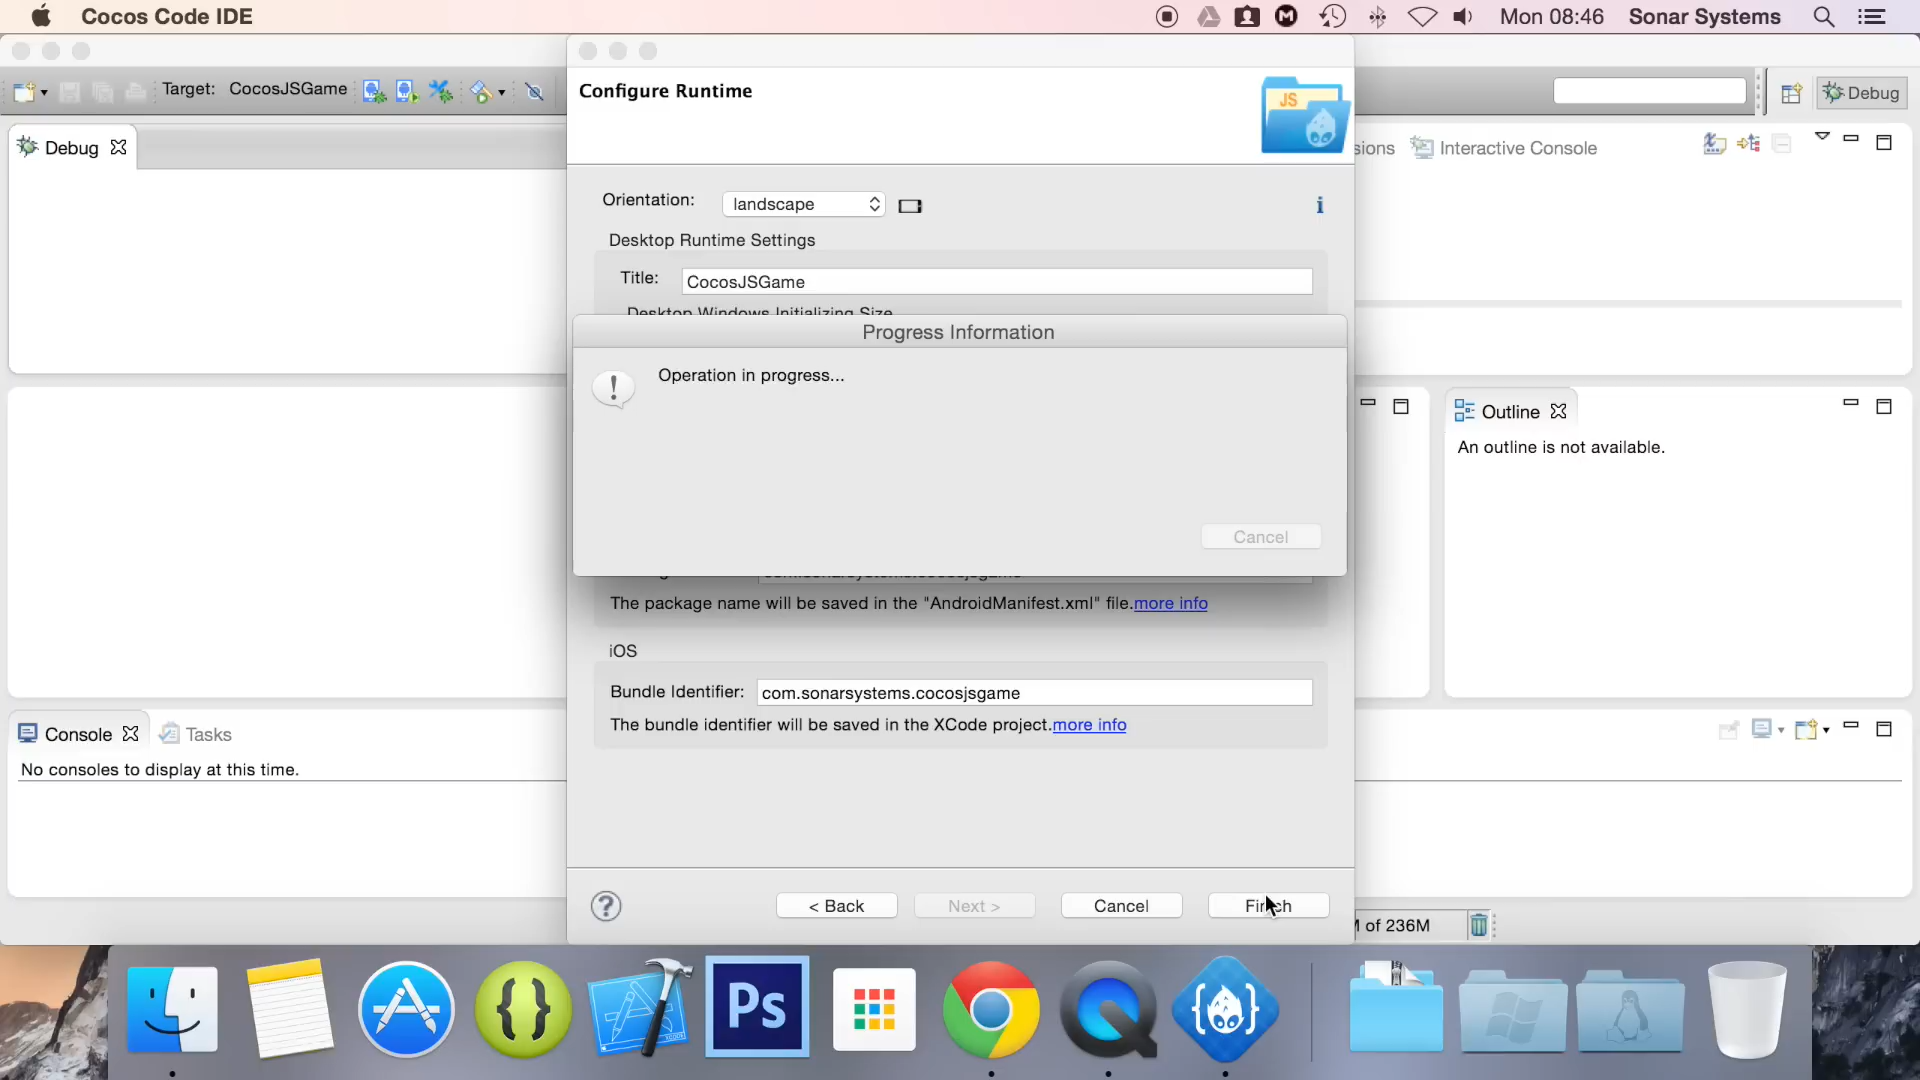 Cocos Code IDE
Mon 08:46 Sonar Systems
Target: CocosJSGame
Debug
Configure Runtime
JS
Debug
sions Interactive Console
Orientation: landscape
i
Desktop Runtime Settings
Title: CocosJSGame
Desktop Windows Initializing Size
Progress Information
Operation in progress...
Cancel
Outline
An outline is not available.
The package name will be saved in the "AndroidManifest.xml" file.more info
iOS
Bundle Identifier: com.sonarsystems.cocosjsgame
The bundle identifier will be saved in the XCode project.more info
Console Tasks
No consoles to display at this time.
? < Back Next > Cancel Finish
of 236M
Ps